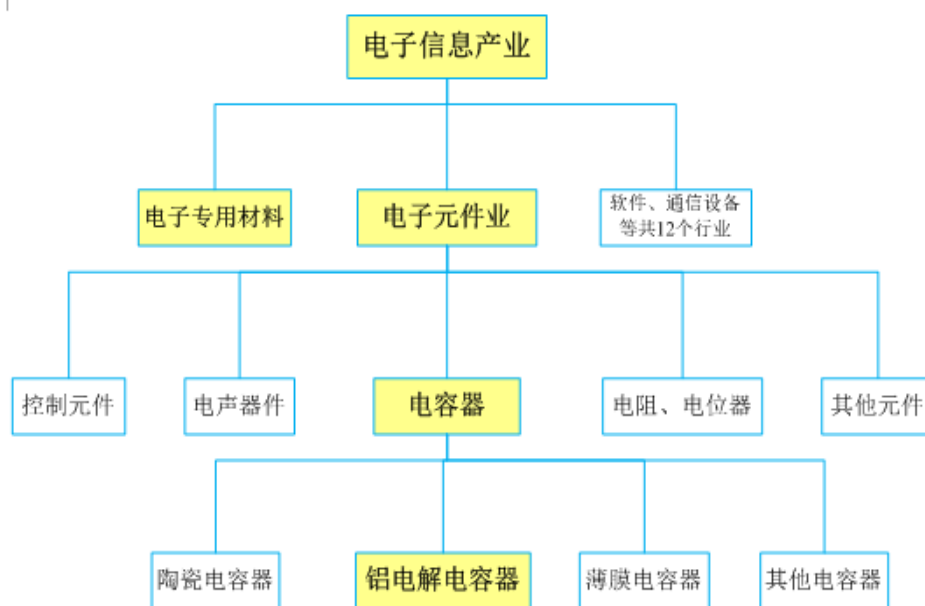 电子信息产业
电子专用材料
电子元件业
软件、通信设备
等共12个行业
控制元件
电声器件
电容器
电阻、电位器
其他元件
陶瓷电容器
铝电解电容器
薄膜电容器
其他电容器